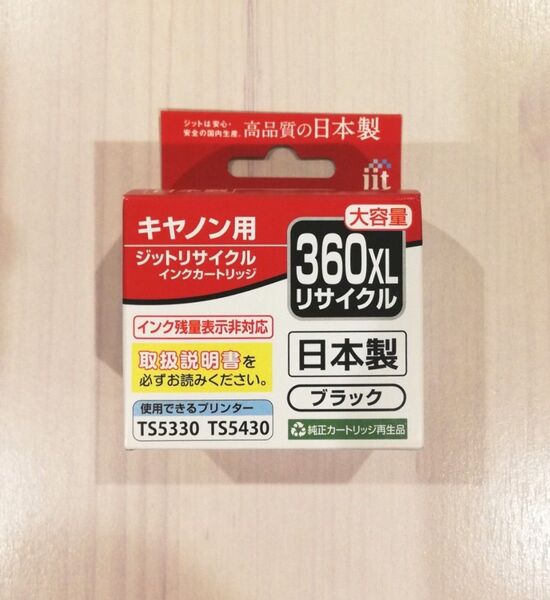 ジットは安心・
安全の国内生産。
高品質の日本製
jit
大容量
キヤノン用
ジットリサイクル
インクカートリッジ
360XL
リサイクル
インク残量表示非対応
取扱説明書を
必ずお読みください。
日本製
ブラック
使用できるプリンター
TS5330 TS5430
純正カートリッジ再生品